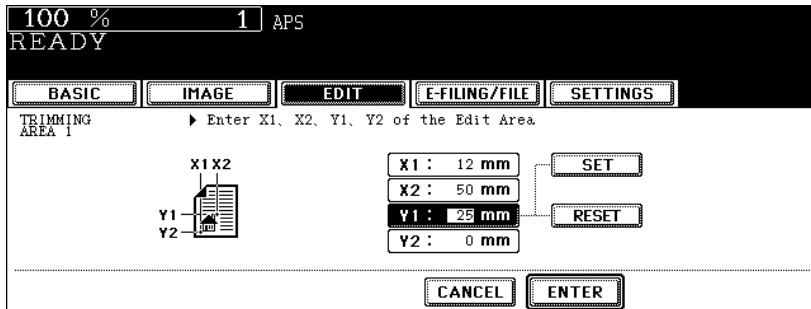 100 % 1 APS
READY
BASIC IMAGE EDIT E-FILING/FILE SETTINGS
TRIMMING ▶ Enter X1、X2、Y1、Y2 of the Edit Area
AREA 1
X1 X2
Y1
Y2
X1 : 12 mm SET
X2 : 50 mm
Y1 : 25 mm RESET
Y2 : 0 mm
CANCEL ENTER